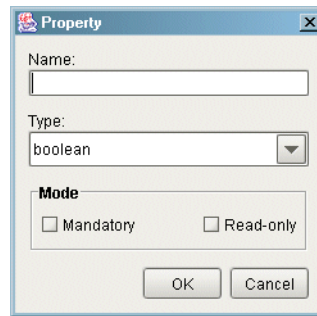 Property
Name:
Type:
boolean
Mode
Mandatory Read-only
OK Cancel